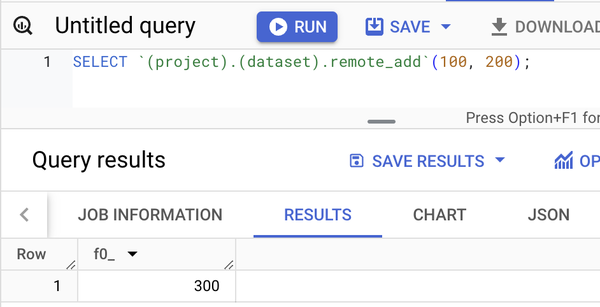 Untitled query RUN SAVE DOWNLOAD
1 SELECT `(project).(dataset).remote_add`(100, 200);
Press Option+F1 for
Query results SAVE RESULTS OP
JOB INFORMATION RESULTS CHART JSON
Row f0_
1 300